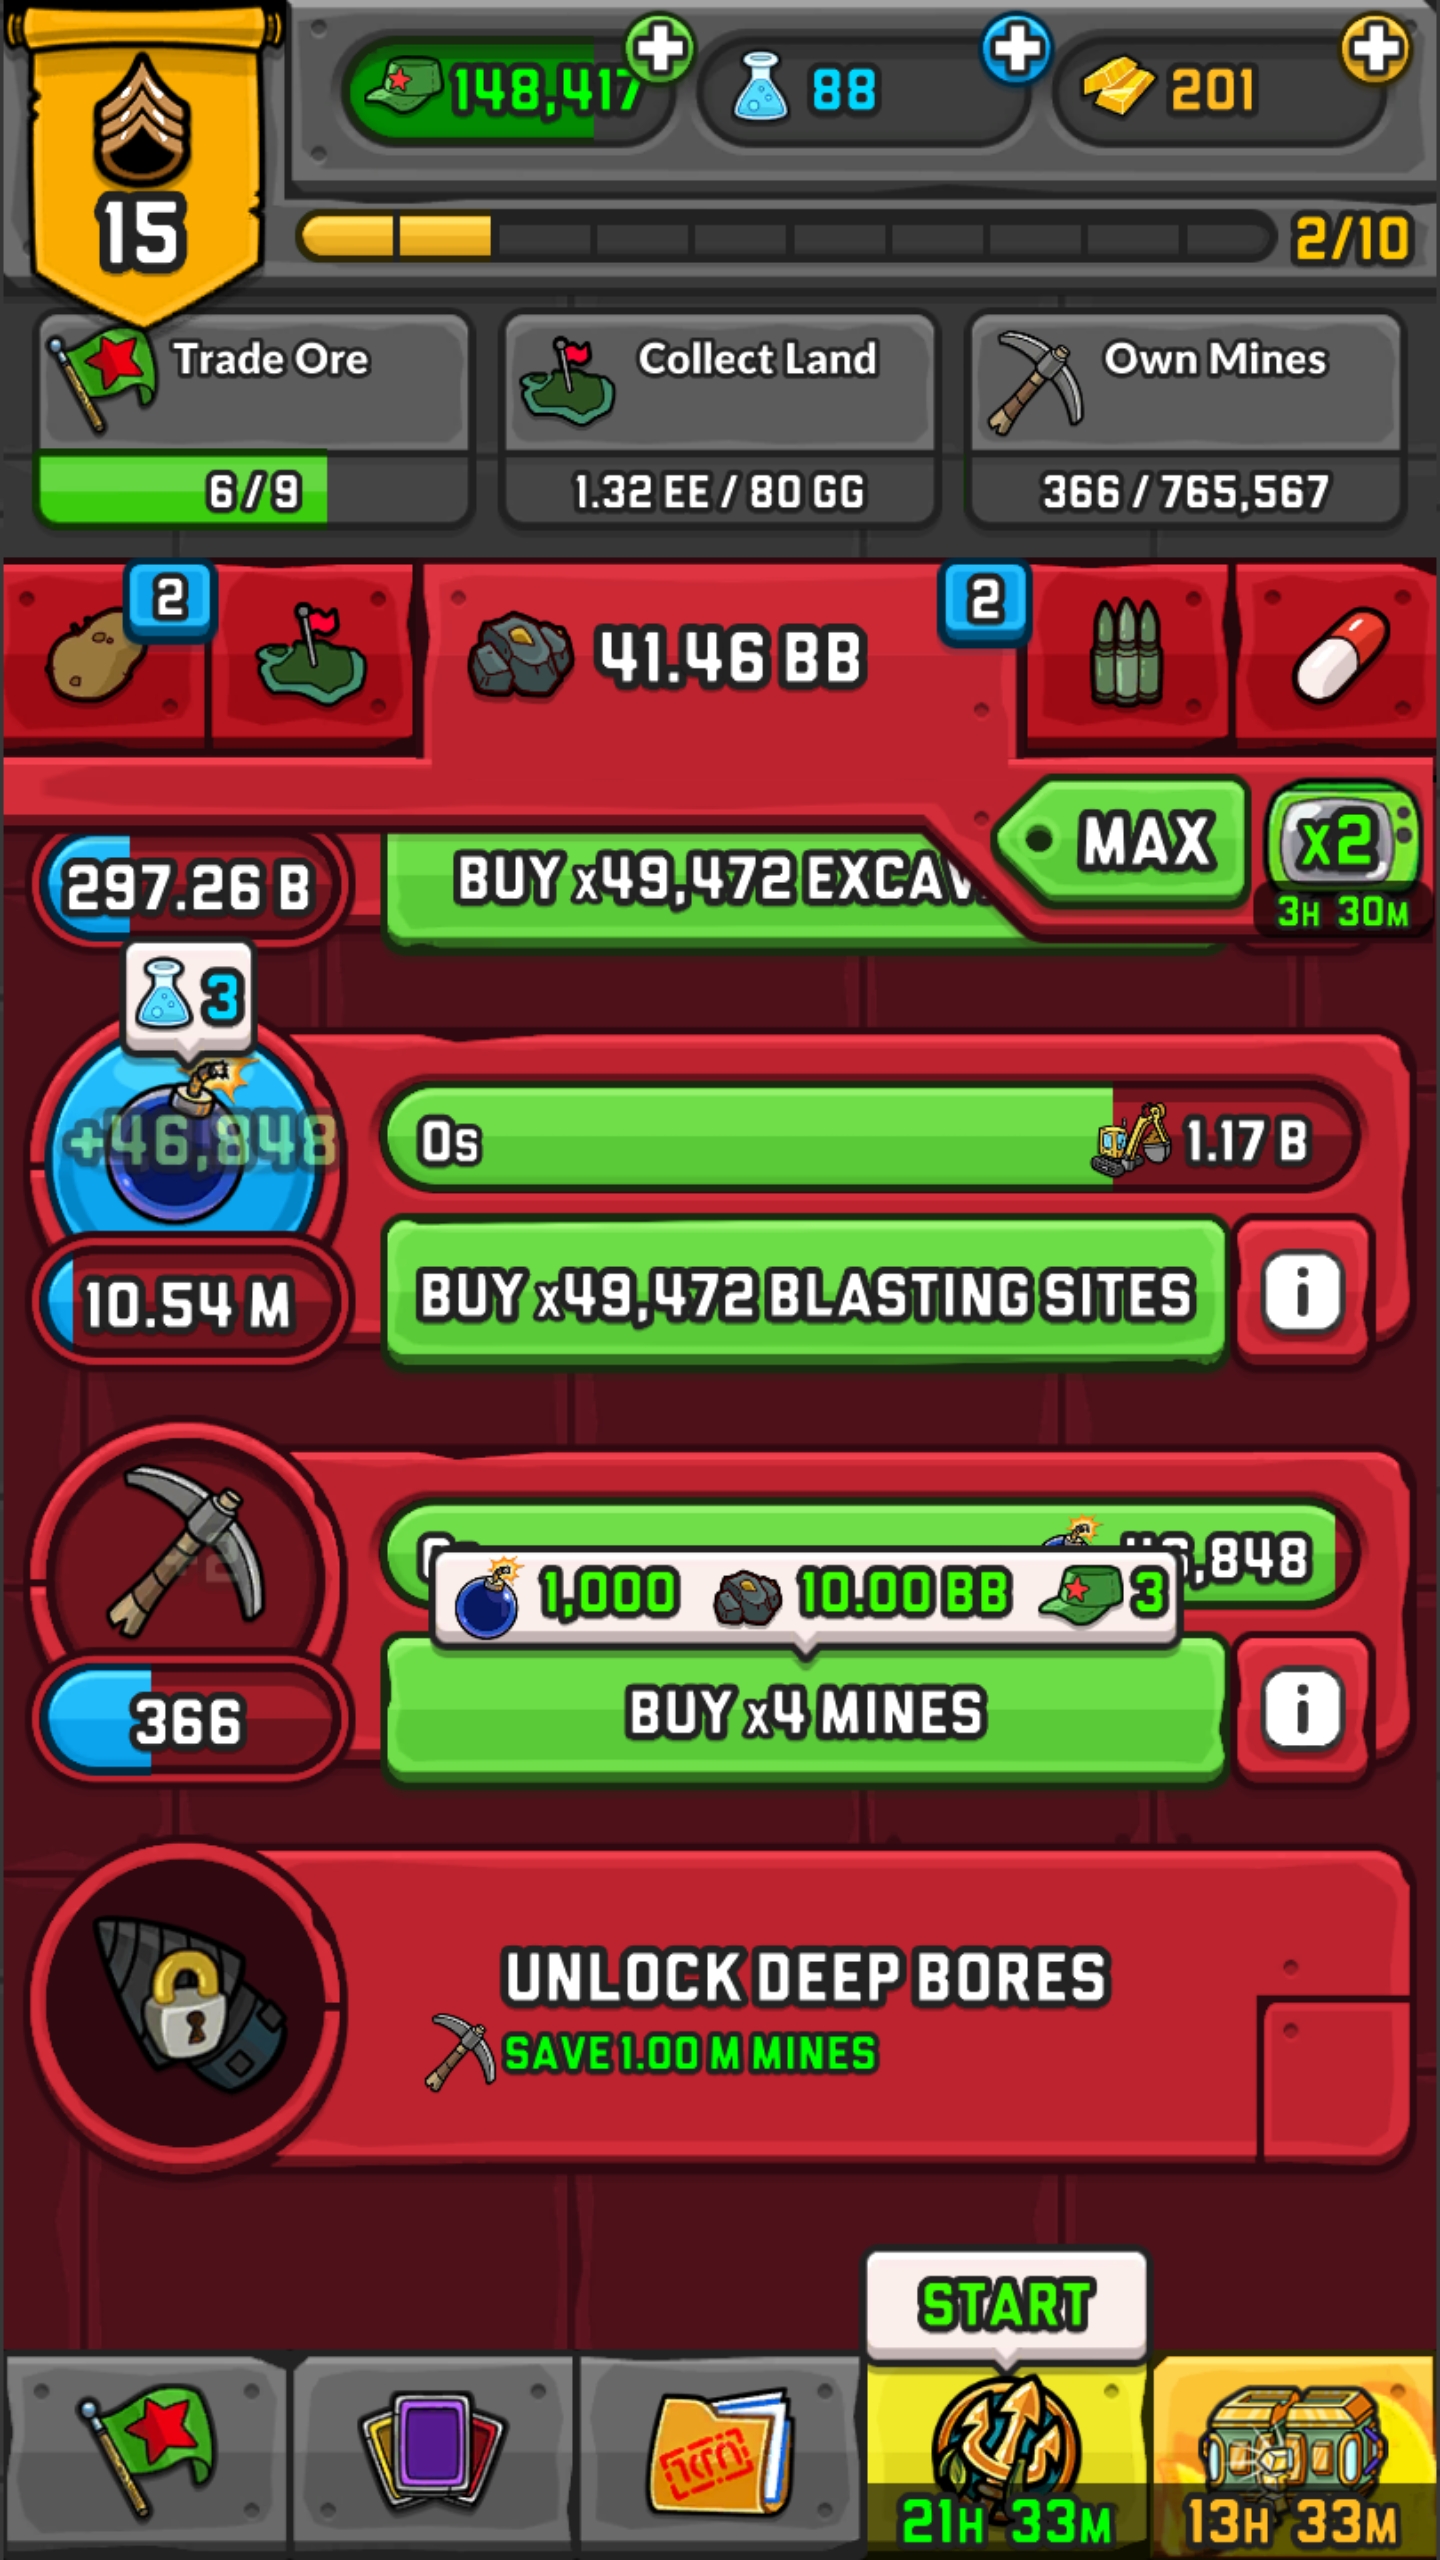 148,417
88
201
15
2/10
Trade Ore
Collect Land
Own Mines
6/9
1.32 EE / 80 GG
366 / 765,567
2
41.46 BB
2
MAX
x2
3H 30M
297.26 B
BUY x49,472 EXCAV
3
+46,848
0s
1.17 B
10.54 M
BUY x49,472 BLASTING SITES
i
,848
1,000
10.00 BB
3
366
BUY x4 MINES
i
UNLOCK DEEP BORES
SAVE 1.00 M MINES
START
21H 33M
13H 33M